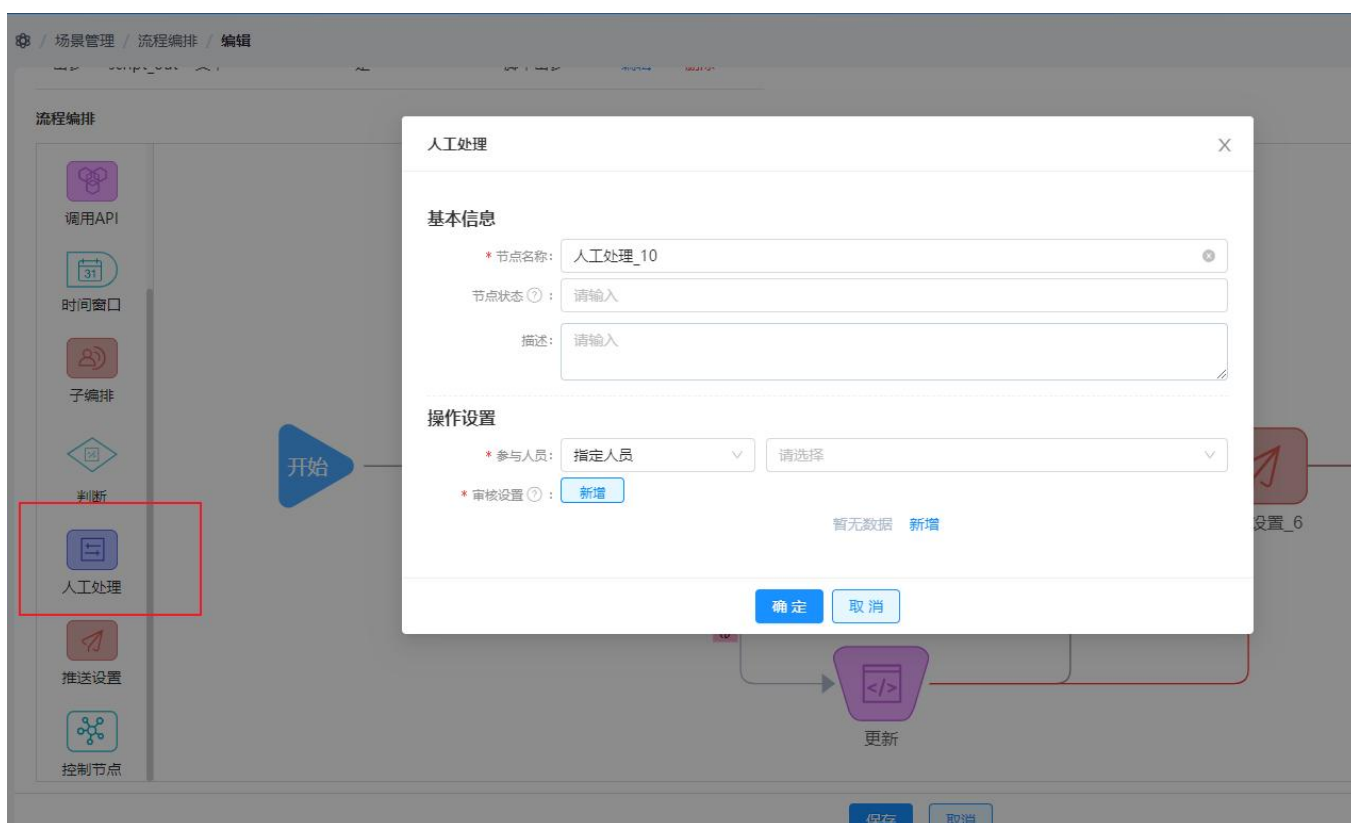 / 场景管理 / 流程编排 / 编辑
流程编排
人工处理
调用API
时间窗口
子编排
判断
人工处理
推送设置
控制节点
开始
基本信息
* 节点名称: 人工处理_10
节点状态 ? : 请输入
描述: 请输入
操作设置
* 参与人员: 指定人员 请选择
* 审核设置 ? : 新增
暂无数据 新增
确 定 取 消
设置_6
更新
保存 取消